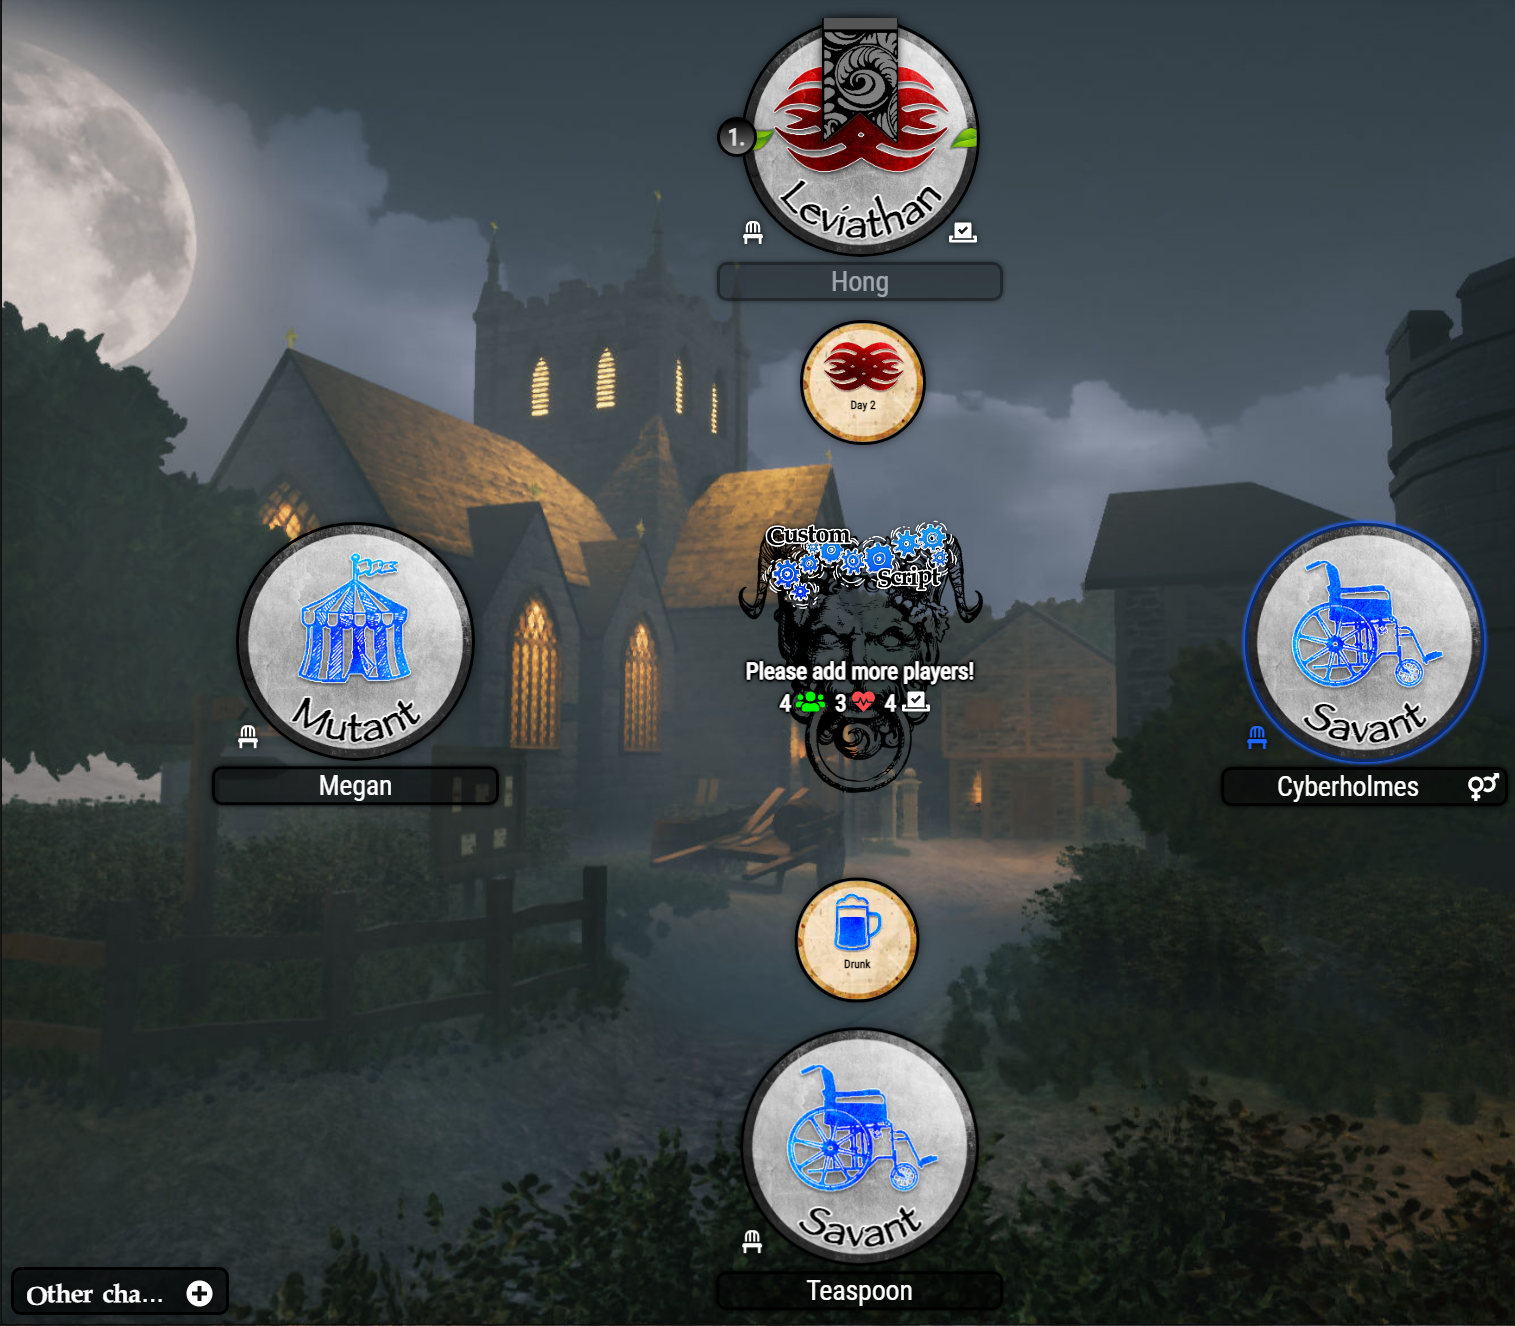 Leviathan
1.
Hong
Day 2
Custom
Script
Please add more players!
4 3 4
Mutant
Megan
Savant
Cyberholmes
Drunk
Savant
Teaspoon
Other cha...